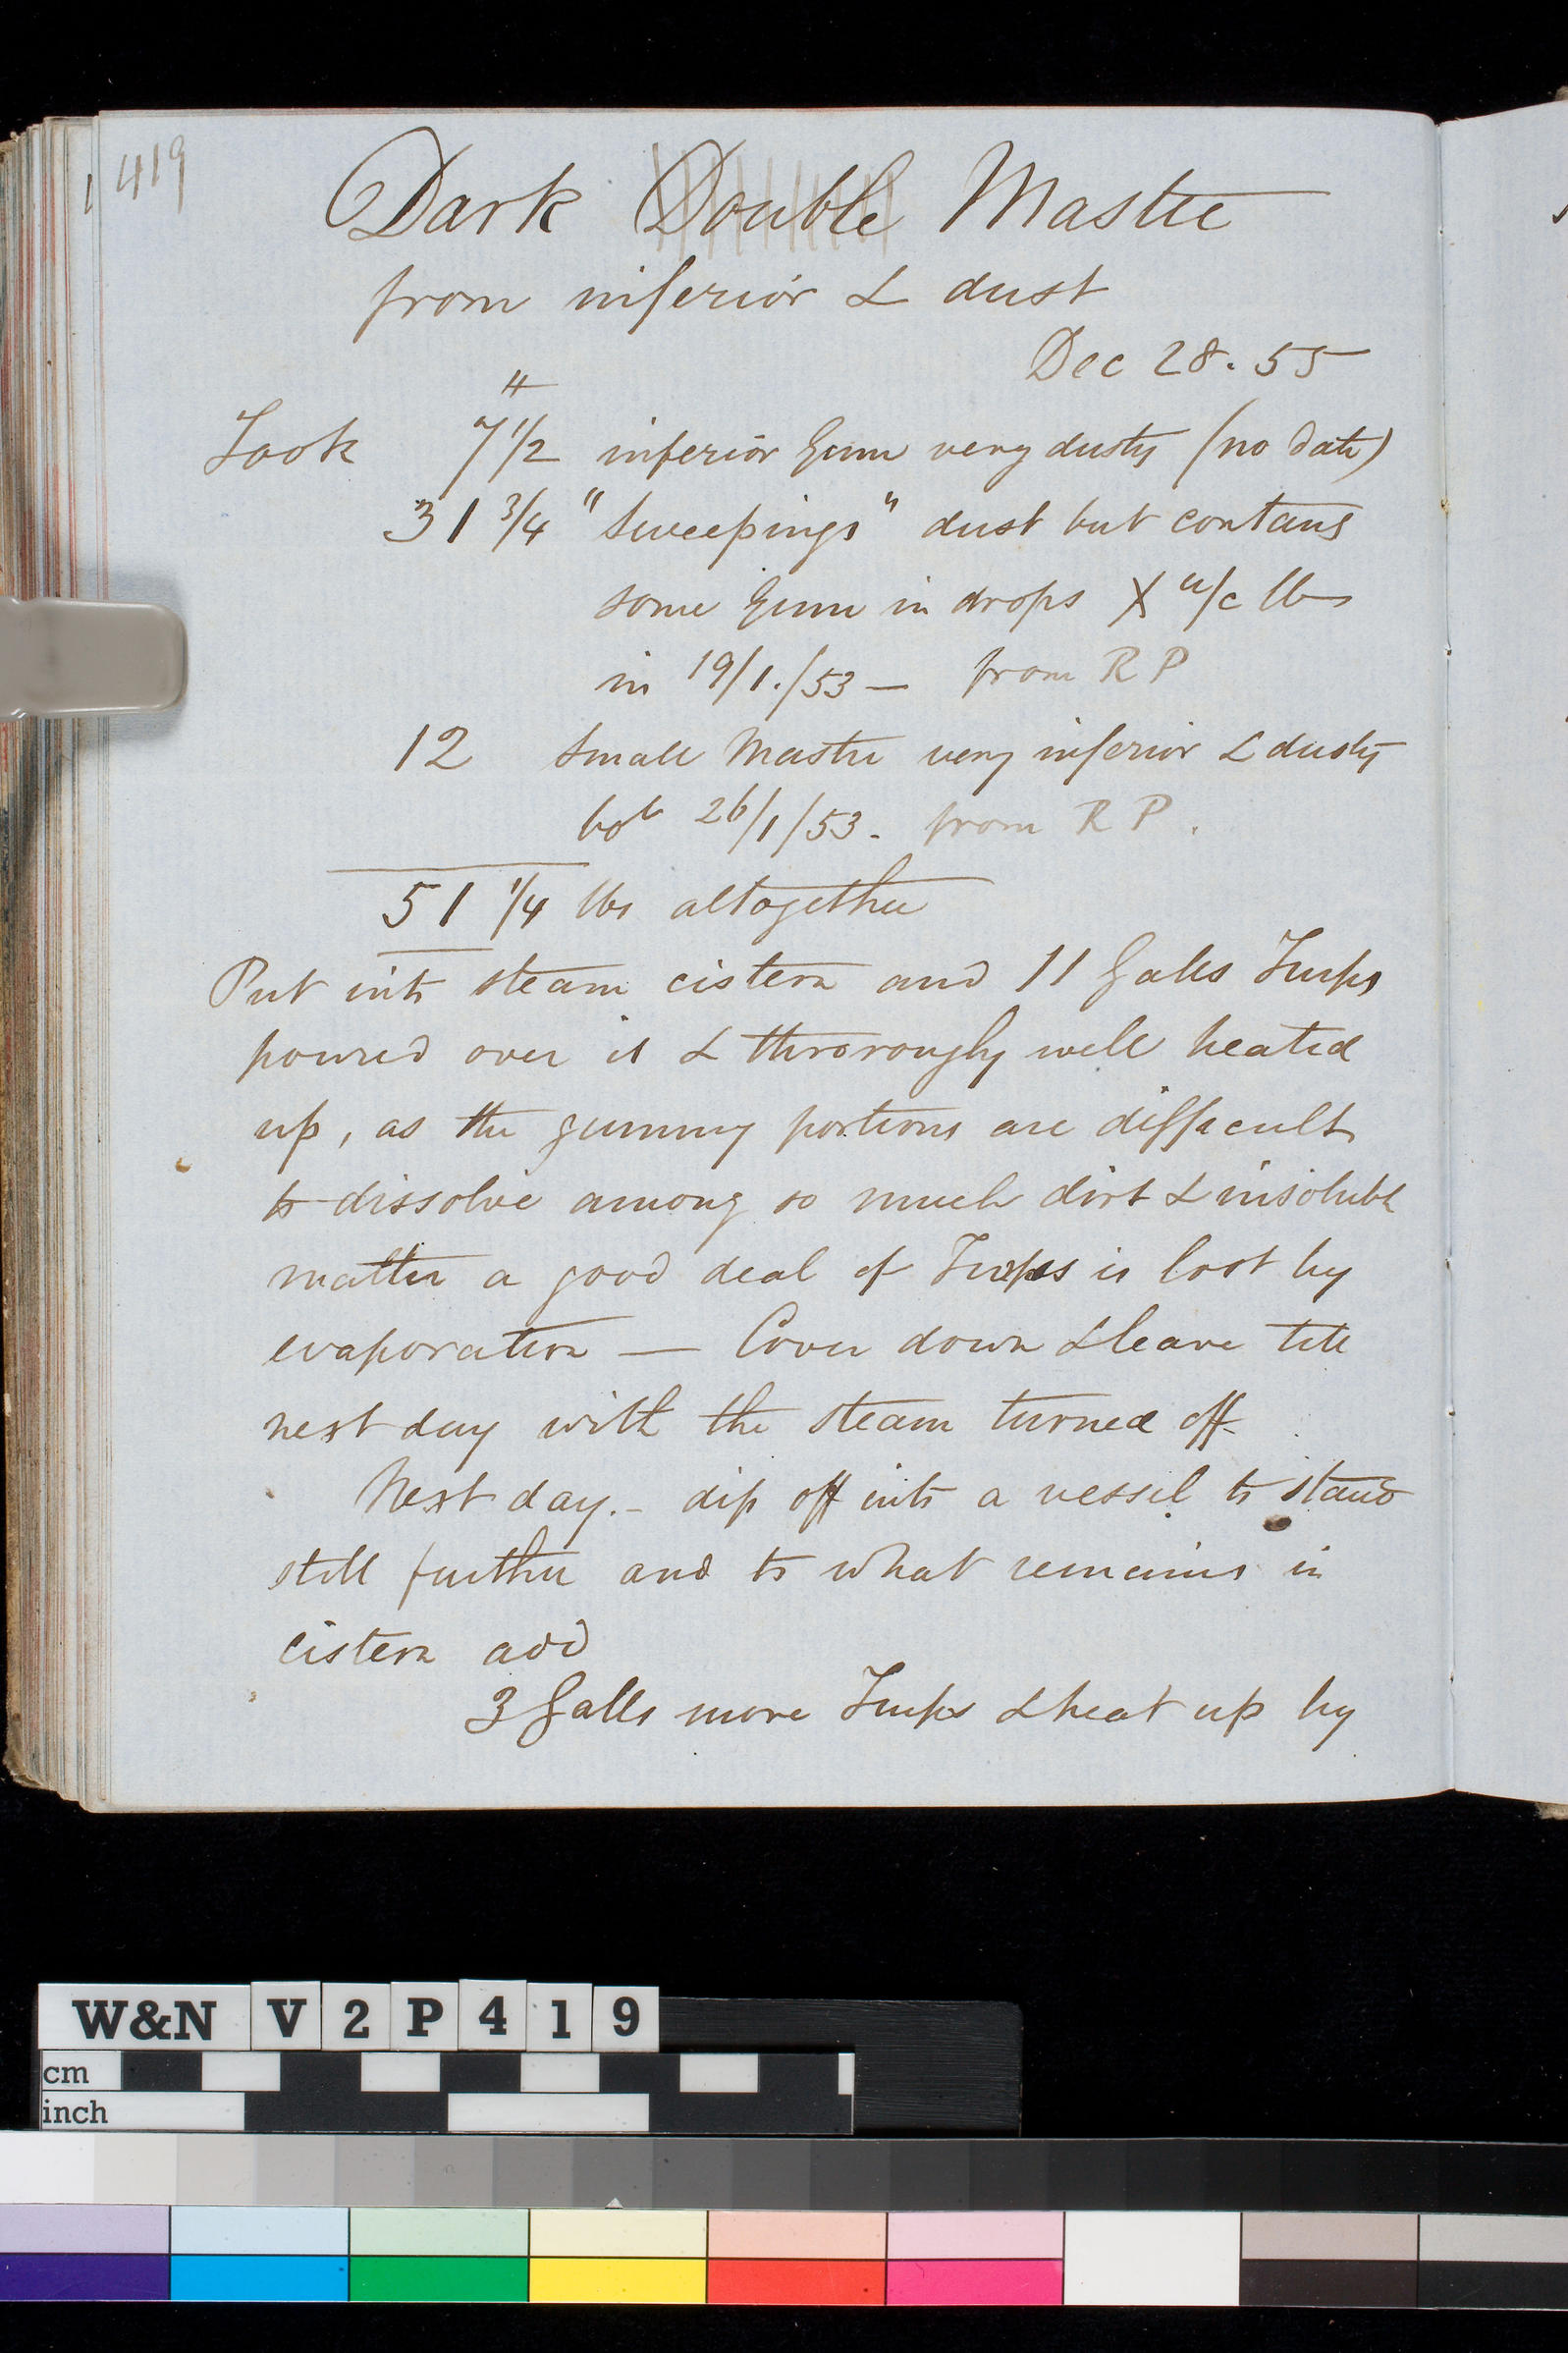 419
Dark Double Mastic
from inferior & dust
Dec 28. 55
Took 7 1/2 inferior Gum very dusty (no date)
31 3/4 "Sweepings" dust but contains
some Gum in drops X u/c lbs
in 19/1./53 — from R P
12 Small Mastic very inferior & dusty
bot 26/1/53. from R P.
51 1/4 lbs altogether
Put into steam cistern and 11 Galls Turps
poured over it & thororoughly well heated
up, as the gummy portions are difficult
to dissolve among so much dirt & insoluble
matter a good deal of Turps is lost by
evaporation — Cover down & leave till
next day with the steam turned off
Next day. - dip off into a vessel to stand
still further and to what remains in
cistern add
3 Galls more Turps & heat up by
W&N V 2 P 4 1 9
cm
inch